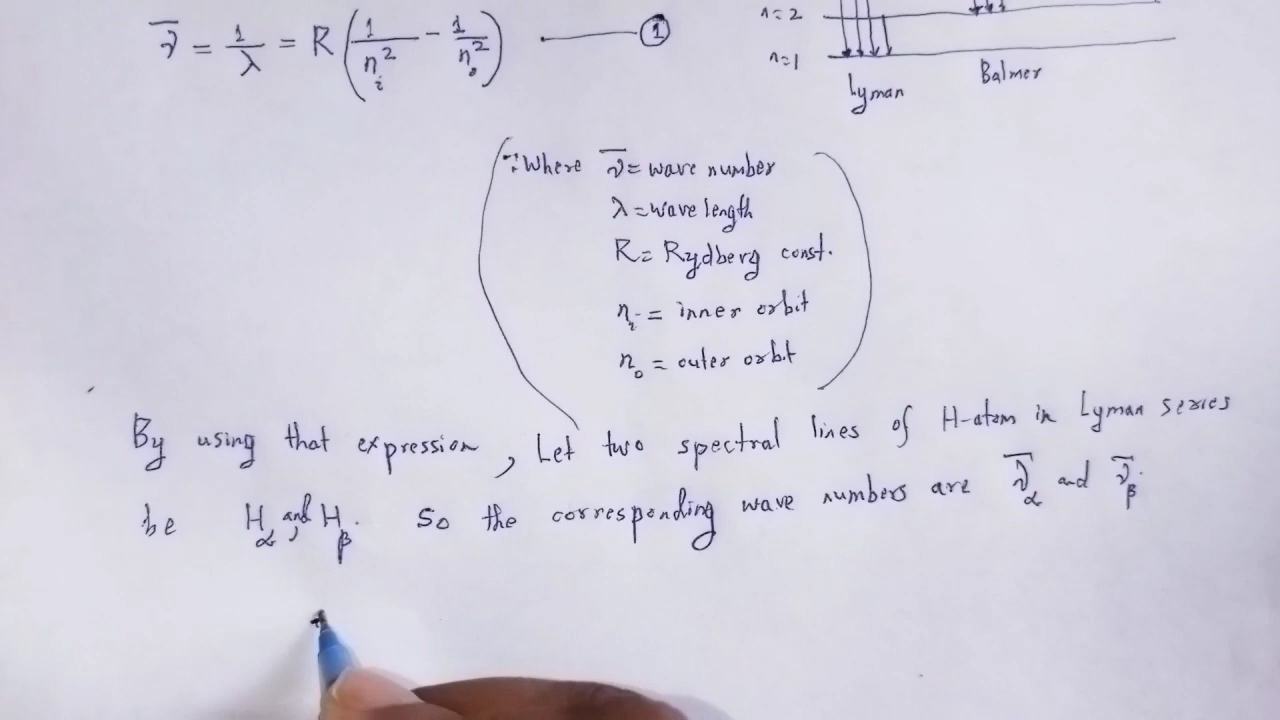 ν̅ = 1/λ = R(1/nᵢ² - 1/nₒ²) ——— ①
n=2
n=1
Lyman
Balmer
∵ Where ν̅ = wave number
λ = wave length
R = Rydberg const.
nᵢ = inner orbit
nₒ = outer orbit
By using that expression, Let two spectral lines of H-atom in Lyman series
be H_α, and H_β. So the corresponding wave numbers are ν̅_α and ν̅_β.